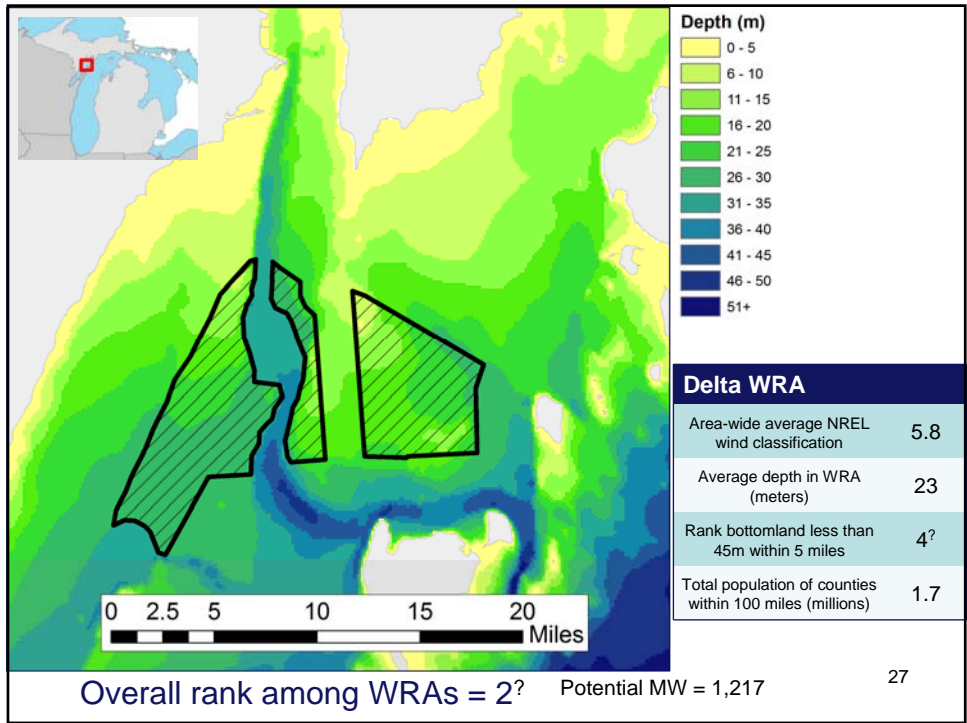 Depth (m)
0 - 5
6 - 10
11 - 15
16 - 20
21 - 25
26 - 30
31 - 35
36 - 40
41 - 45
46 - 50
51+
Delta WRA
Area-wide average NREL
wind classification
5.8
Average depth in WRA
(meters)
23
Rank bottomland less than
45m within 5 miles
4?
Total population of counties
within 100 miles (millions)
1.7
0 2.5 5 10 15 20
Miles
Overall rank among WRAs = 2?
Potential MW = 1,217
27